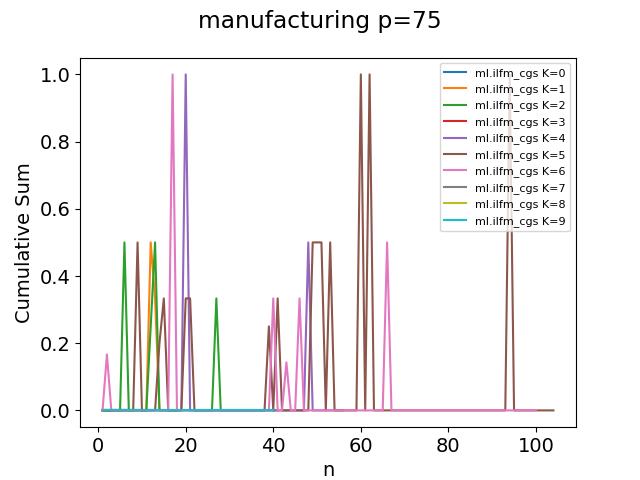 manufacturing p=75
Cumulative Sum
1.0
0.8
0.6
0.4
0.2
0.0
0
20
40
60
80
100
n
ml.ilfm_cgs K=0
ml.ilfm_cgs K=1
ml.ilfm_cgs K=2
ml.ilfm_cgs K=3
ml.ilfm_cgs K=4
ml.ilfm_cgs K=5
ml.ilfm_cgs K=6
ml.ilfm_cgs K=7
ml.ilfm_cgs K=8
ml.ilfm_cgs K=9